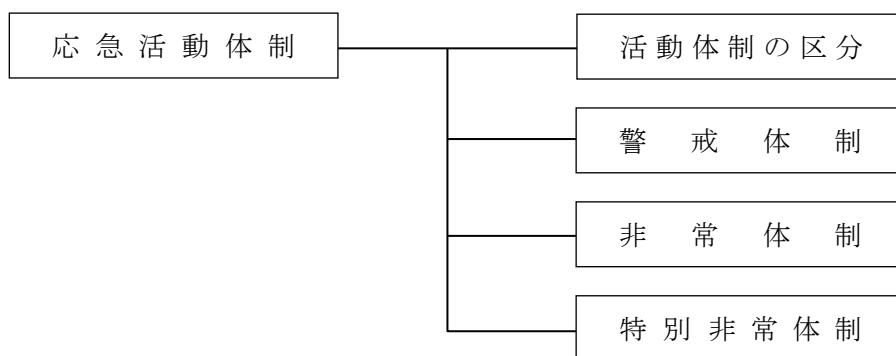 応急活動体制
活動体制の区分
警戒体制
非常体制
特別非常体制